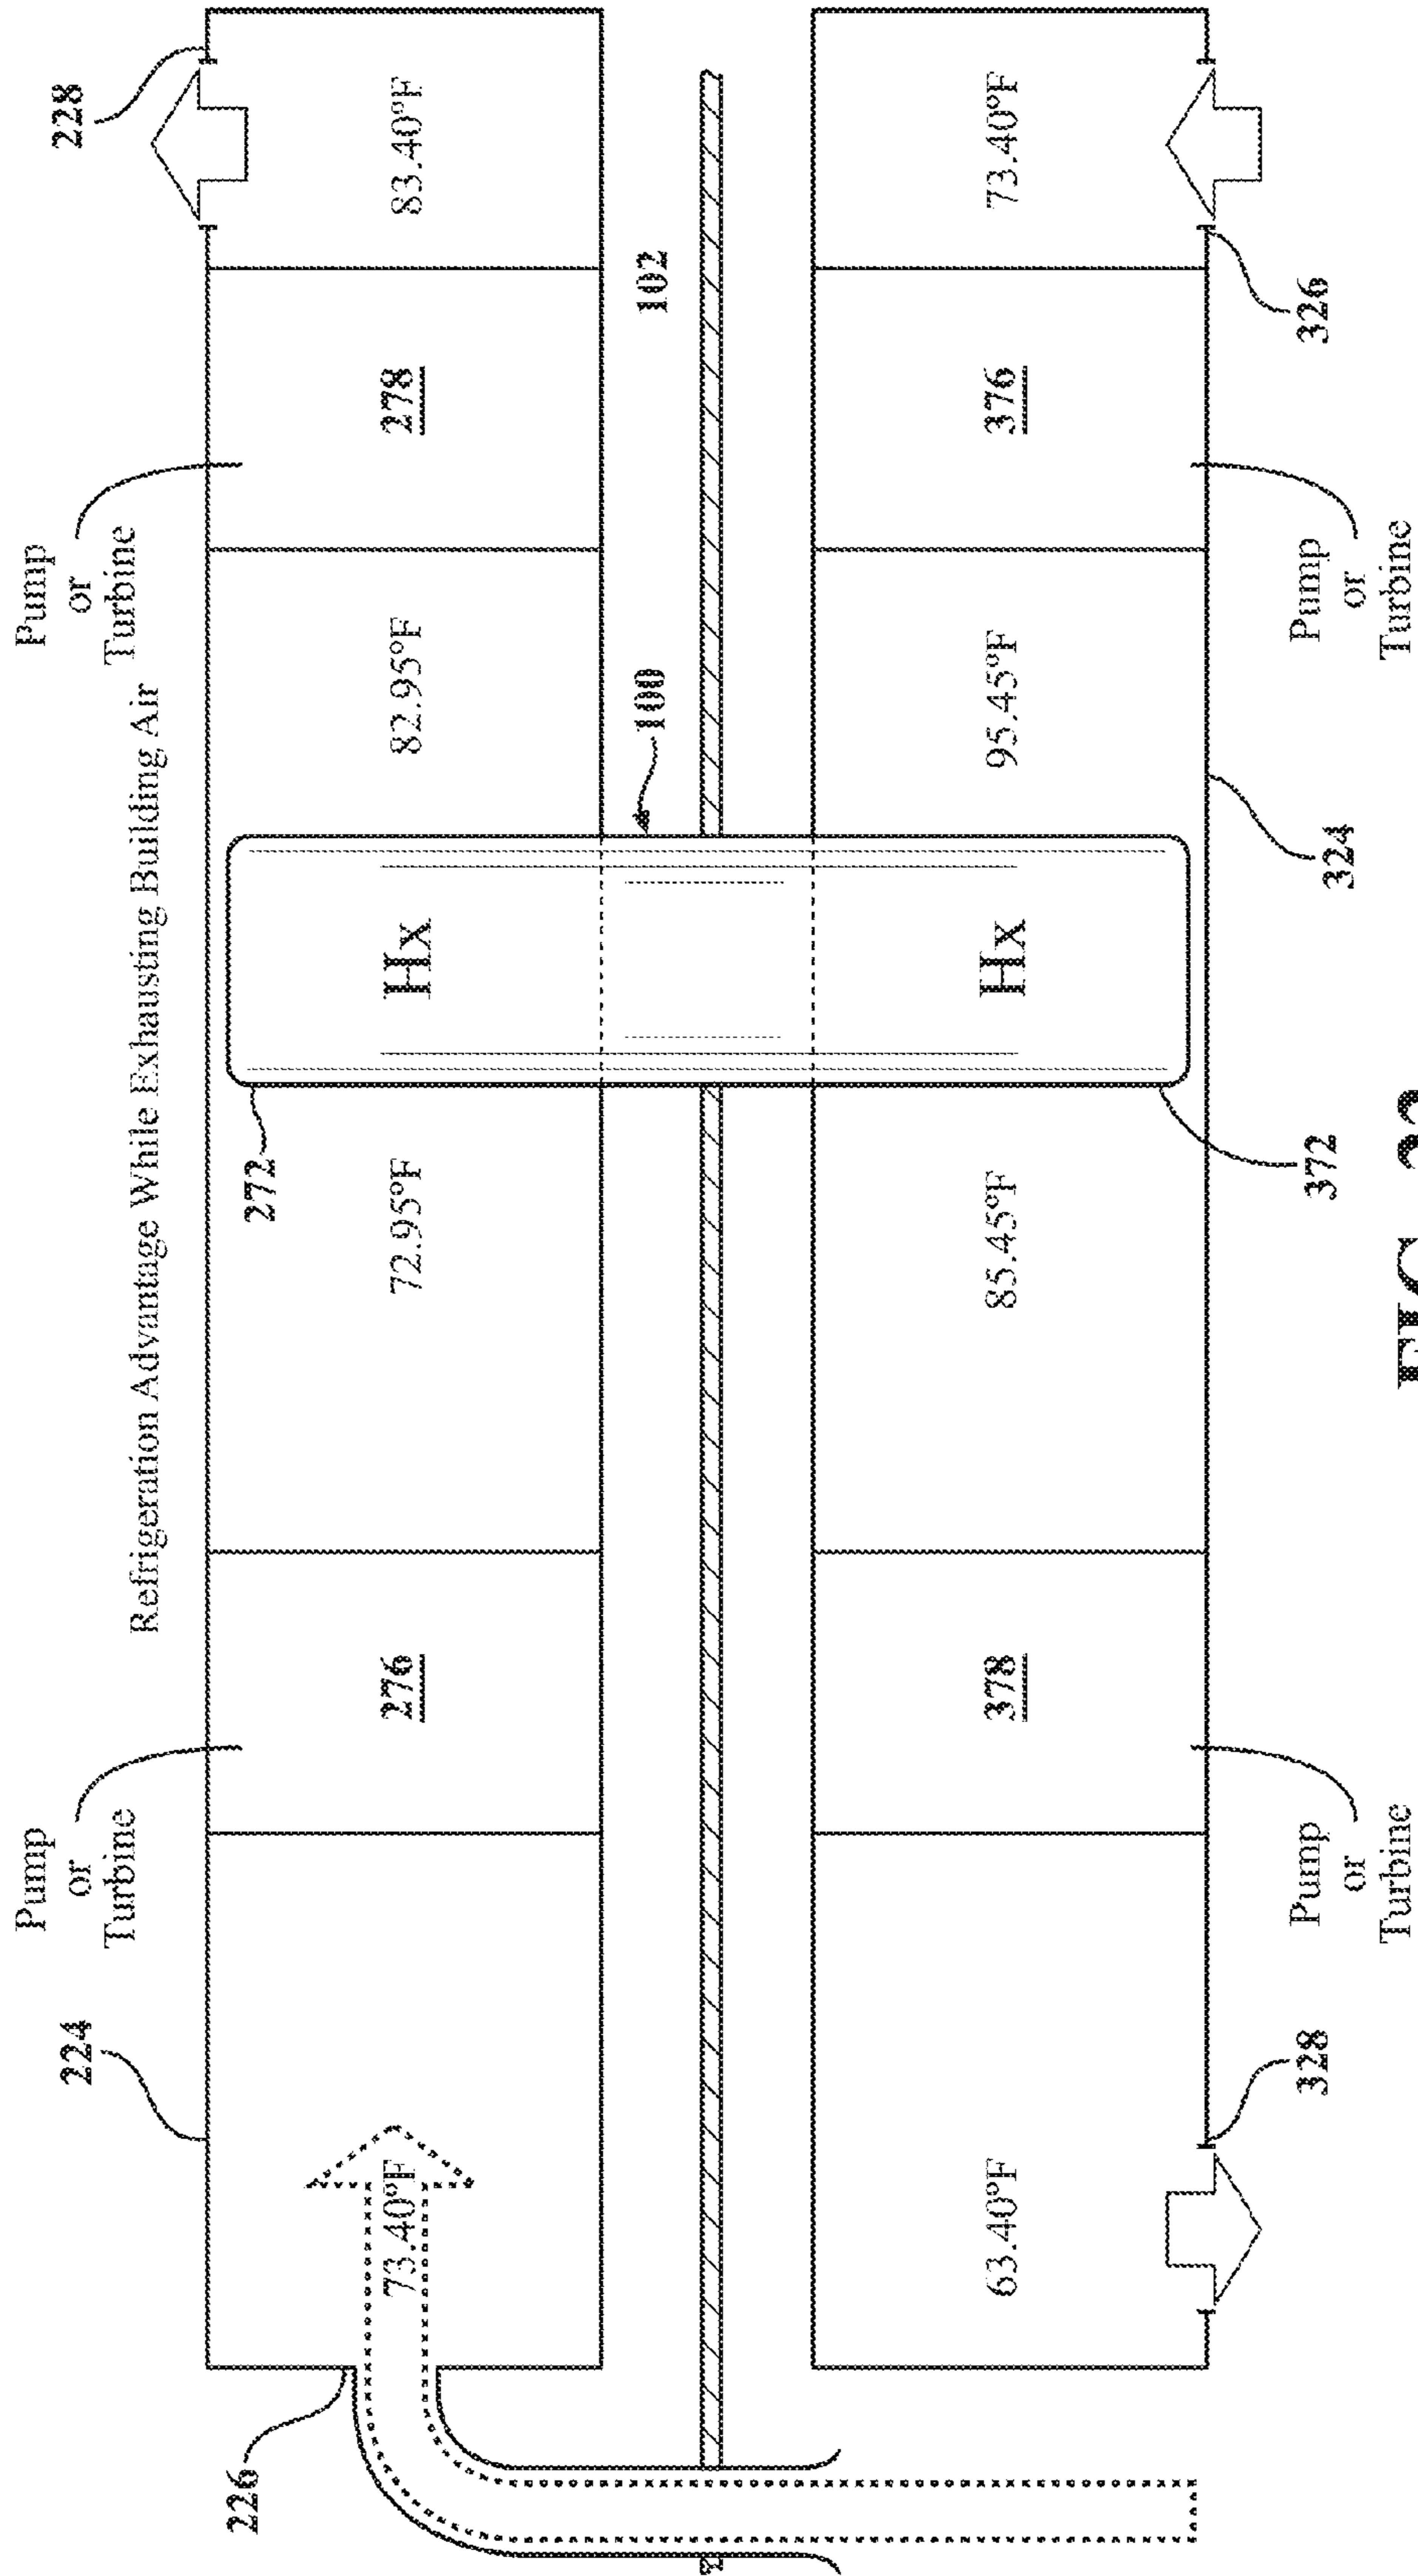 Pump
or
Turbine
Pump
or
Turbine
224
228
Refrigeration Advantage While Exhausting Building Air
226
272
73.40°F
276
72.95°F
Hx
82.95°F
278
83.40°F
100
102
63.40°F
378
85.45°F
Hx
95.45°F
376
73.40°F
328
372
324
326
Pump
or
Turbine
Pump
or
Turbine